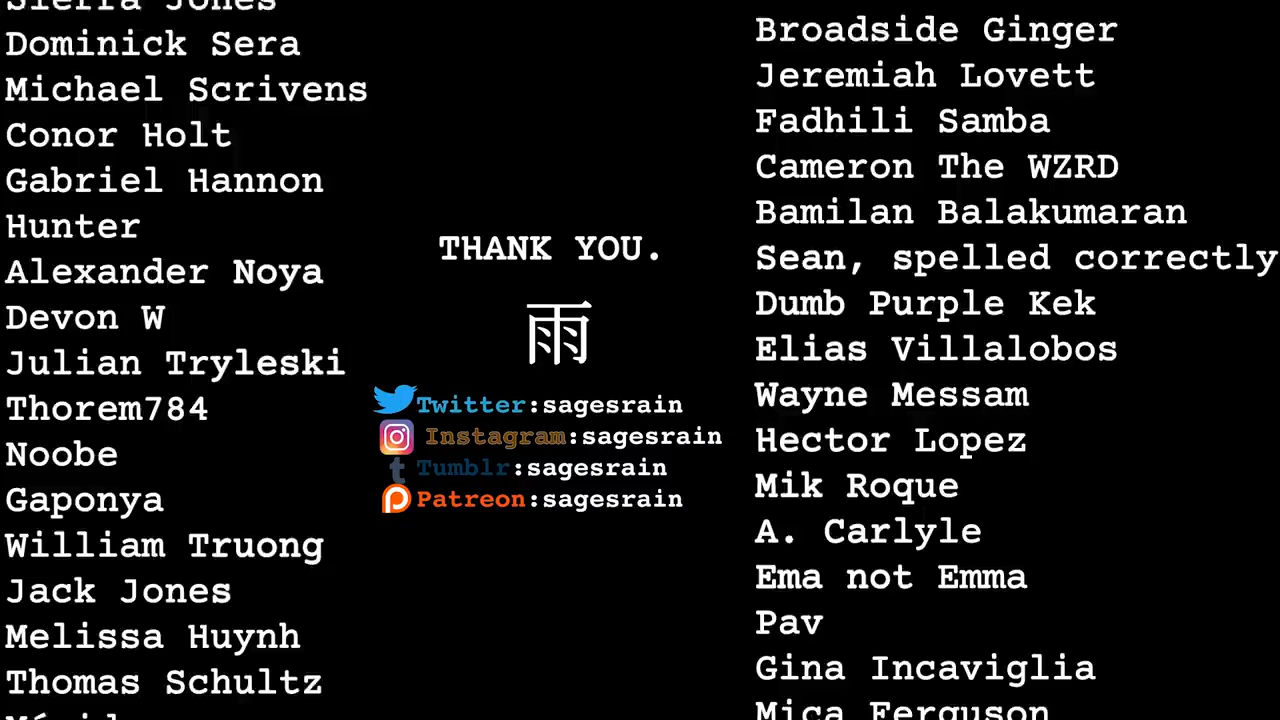 Sierra Jones
Dominick Sera
Michael Scrivens
Conor Holt
Gabriel Hannon
Hunter
Alexander Noya
Devon W
Julian Tryleski
Thorem784
Noobe
Gaponya
William Truong
Jack Jones
Melissa Huynh
Thomas Schultz
THANK YOU.
雨
Twitter:sagesrain
Instagram:sagesrain
Tumblr:sagesrain
Patreon:sagesrain
Broadside Ginger
Jeremiah Lovett
Fadhili Samba
Cameron The WZRD
Bamilan Balakumaran
Sean, spelled correctly
Dumb Purple Kek
Elias Villalobos
Wayne Messam
Hector Lopez
Mik Roque
A. Carlyle
Ema not Emma
Pav
Gina Incaviglia
Mica Ferguson